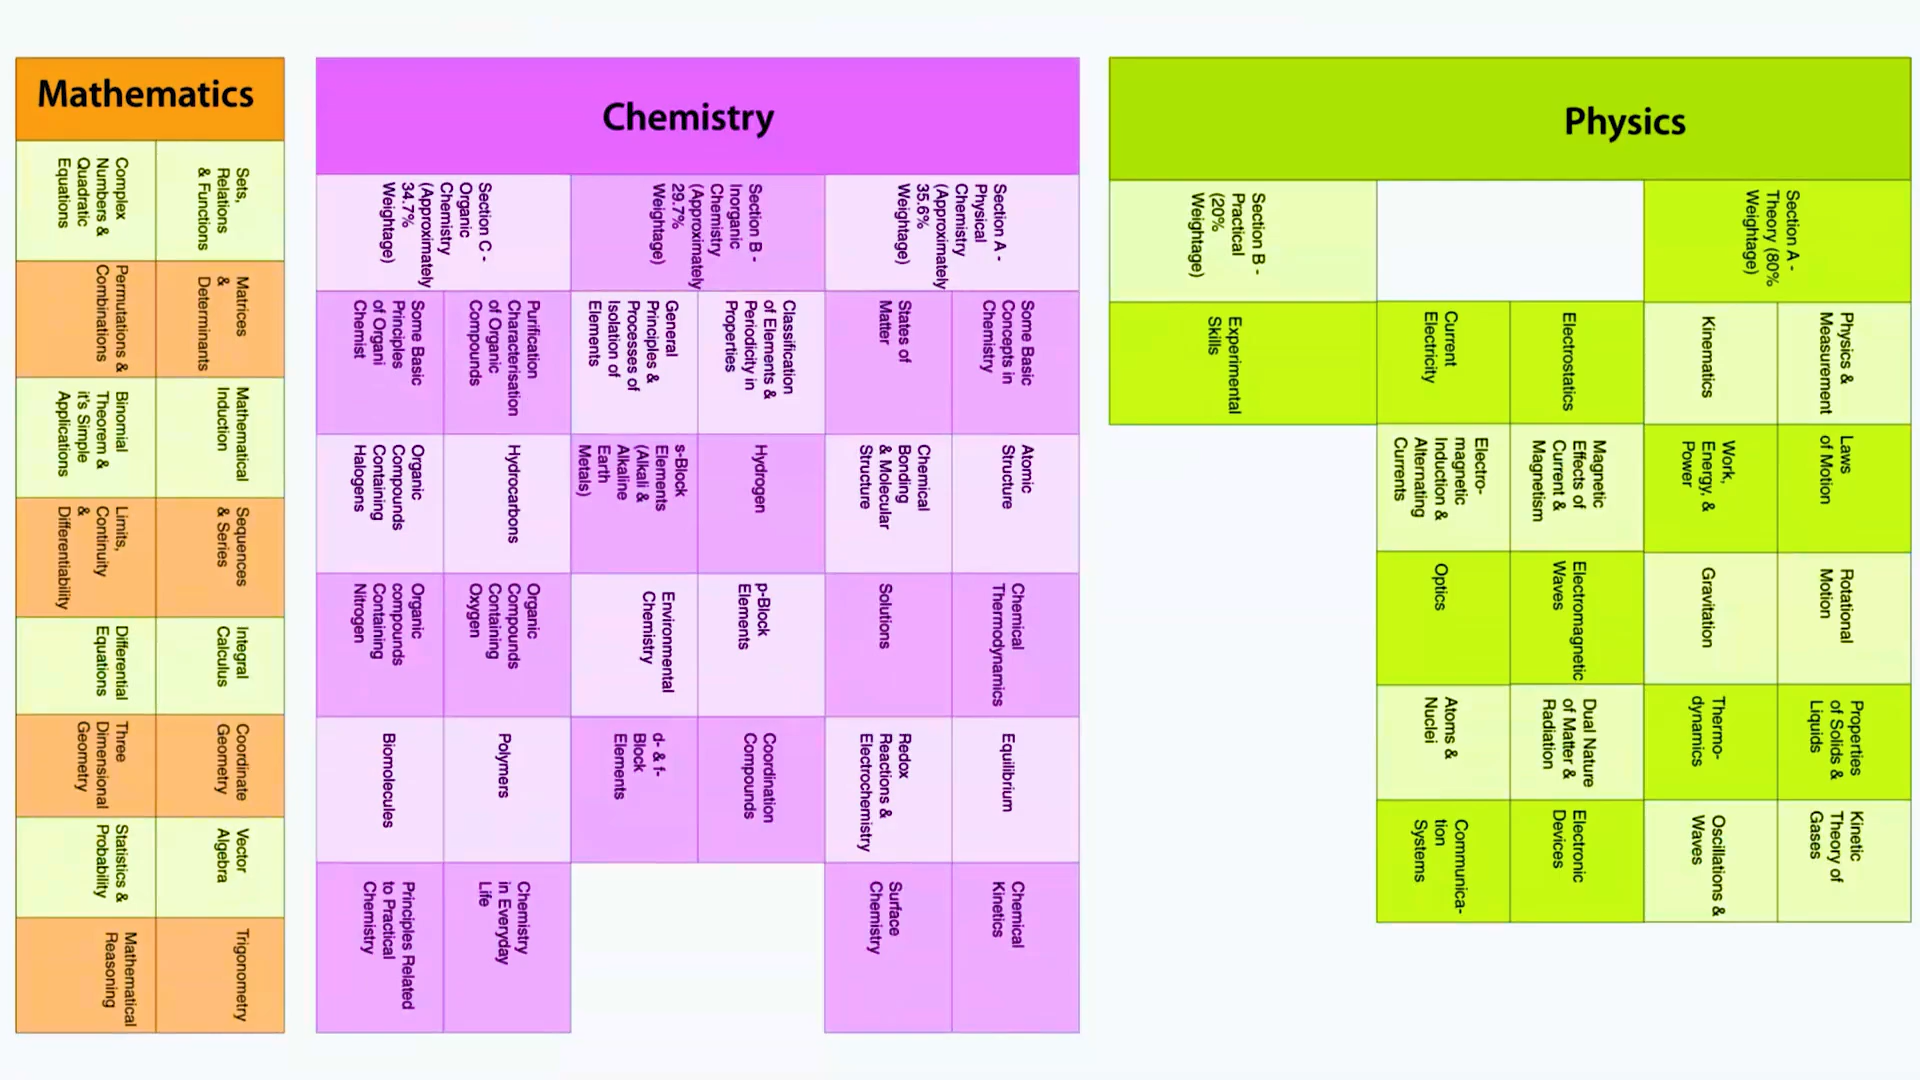 Mathematics
Sets,
Relations
& Functions
Complex
Numbers &
Quadratic
Equations
Matrices
&
Determinants
Permutations &
Combinations &
Mathematical
Induction
Binomial
Theorem &
it's Simple
Applications
Sequences
& Series
Limits,
Continuity
&
Differentiability
Integral
Calculus
Differential
Equations
Coordinate
Geometry
Three
Dimensional
Geometry
Vector
Algebra
Statistics &
Probability
Trigonometry
Mathematical
Reasoning
Chemistry
Section A -
Physical
Chemistry
(Approximately
35.6%
Weightage)
Some Basic
Concepts in
Chemistry
States of
Matter
Atomic
Structure
Chemical
Bonding
& Molecular
Structure
Chemical
Thermodynamics
Solutions
Equilibrium
Redox
Reactions &
Electrochemistry
Chemical
Kinetics
Surface
Chemistry
Section B -
Inorganic
Chemistry
(Approximately
29.7%
Weightage)
Classification
of Elements &
Periodicity in
Properties
General
Principles &
Processes of
Isolation of
Elements
Hydrogen
s-Block
Elements
(Alkali &
Alkaline
Earth
Metals)
p-Block
Elements
Environmental
Chemistry
Coordination
Compounds
d- & f-
Block
Elements
Section C -
Organic
Chemistry
(Approximately
34.7%
Weightage)
Purification
Characterisation
of Organic
Compounds
Some Basic
Principles
of Organi
Chemist
Hydrocarbons
Organic
Compounds
Containing
Halogens
Organic
Compounds
Containing
Oxygen
Organic
compounds
Containing
Nitrogen
Polymers
Biomolecules
Chemistry
in Everyday
Life
Principles Related
to Practical
Chemistry
Physics
Section A -
Theory (80%
Weightage)
Physics &
Measurement
Kinematics
Electrostatics
Current
Electricity
Laws
of Motion
Work,
Energy, &
Power
Magnetic
Effects of
Current &
Magnetism
Electro-
magnetic
Induction &
Alternating
Currents
Rotational
Motion
Gravitation
Electromagnetic
Waves
Optics
Properties
of Solids &
Liquids
Thermo-
dynamics
Dual Nature
of Matter &
Radiation
Atoms &
Nuclei
Kinetic
Theory of
Gases
Oscillations &
Waves
Electronic
Devices
Communica-
tion
Systems
Section B -
Practical
(20%
Weightage)
Experimental
Skills